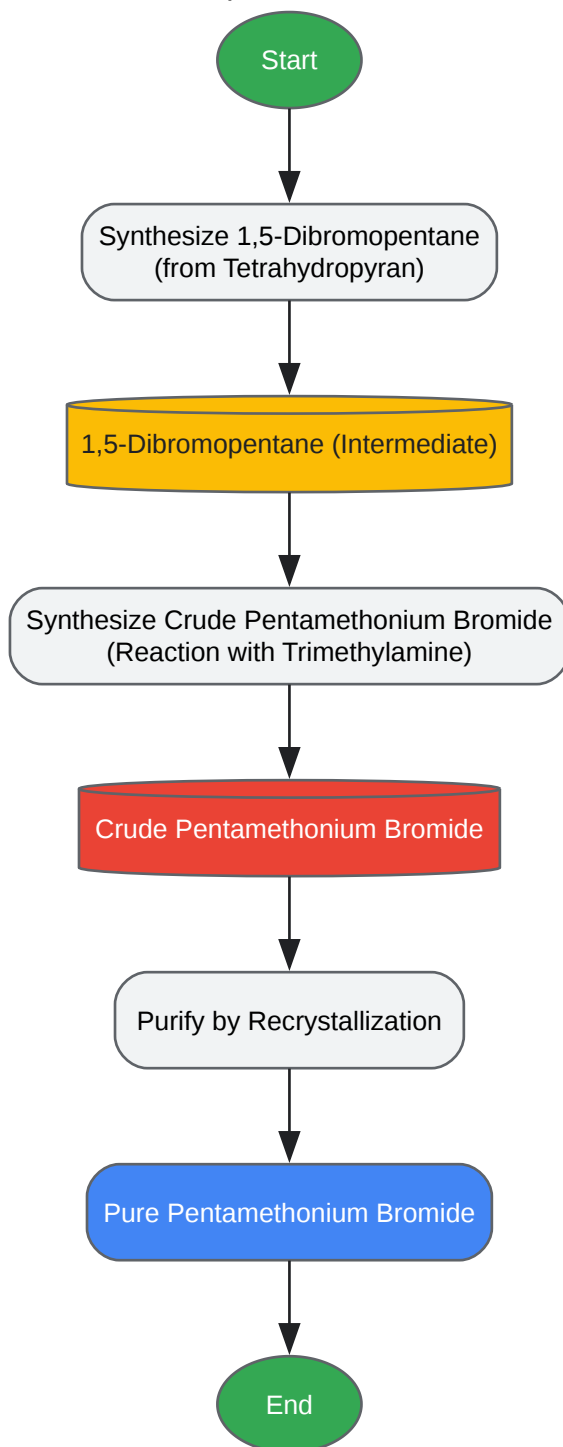 Start
Synthesize 1,5-Dibromopentane
(from Tetrahydropyran)
1,5-Dibromopentane (Intermediate)
Synthesize Crude Pentamethonium Bromide
(Reaction with Trimethylamine)
Crude Pentamethonium Bromide
Purify by Recrystallization
Pure Pentamethonium Bromide
End